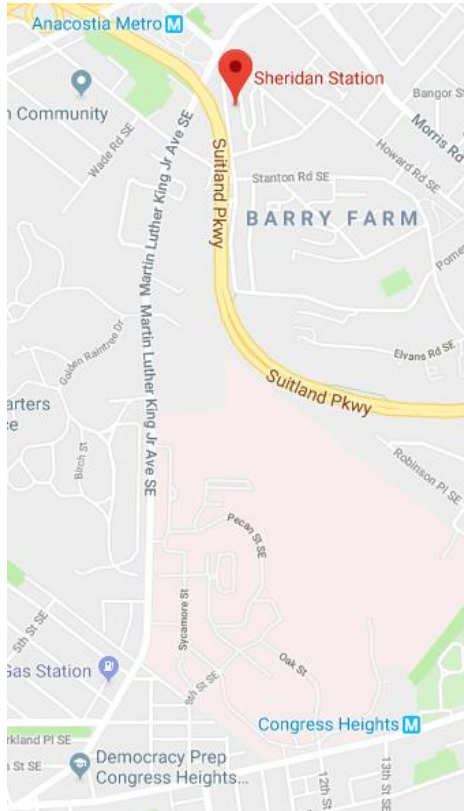 Anacostia Metro M
Sheridan Station
Community
Bangor S
Morris Rd
Wade Rd SE
Howard Rd SE
Stanton Rd SE
Suitland Pkwy
BARRY FARM
Martin Luther King Jr Ave SE
M
Martin Luther King Jr Ave SE
Golden Raintree Dr
Elvans Rd SE
Suitland Pkwy
arters
Birch St
Robinson Pl SE
Pecan St SE
Sycamore St
5th St SE
Oak St
Gas Station
8th St SE
Congress Heights M
rkland Pl SE
Democracy Prep
Congress Heights...
h St SE
12th St
13th St SE